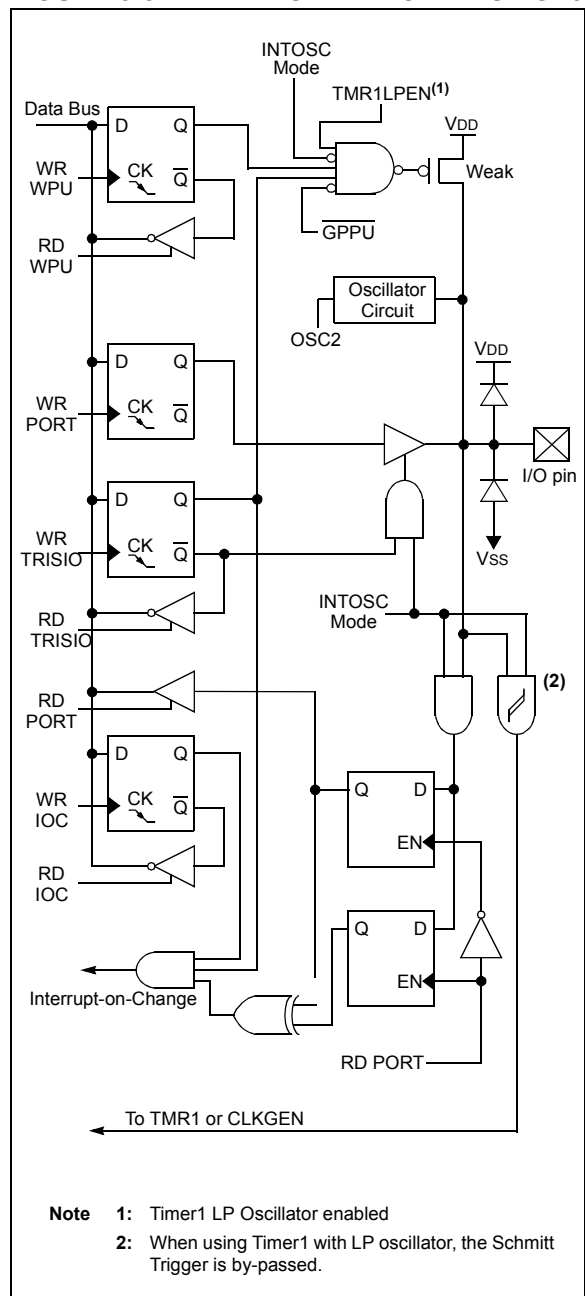 INTOSC
Mode
TMR1LPEN(1)
Data Bus
D Q
VDD
WR
WPU
CK Q
Weak
RD
WPU
GPPU
Oscillator
Circuit
OSC2
D Q
VDD
WR
PORT
CK Q
I/O pin
D Q
WR
TRISIO
CK Q
VSS
INTOSC
Mode
RD
TRISIO
(2)
RD
PORT
D Q
WR
IOC
CK Q
Q D
EN
RD
IOC
Q D
EN
Interrupt-on-Change
RD PORT
To TMR1 or CLKGEN
Note 1: Timer1 LP Oscillator enabled
2: When using Timer1 with LP oscillator, the Schmitt
Trigger is by-passed.